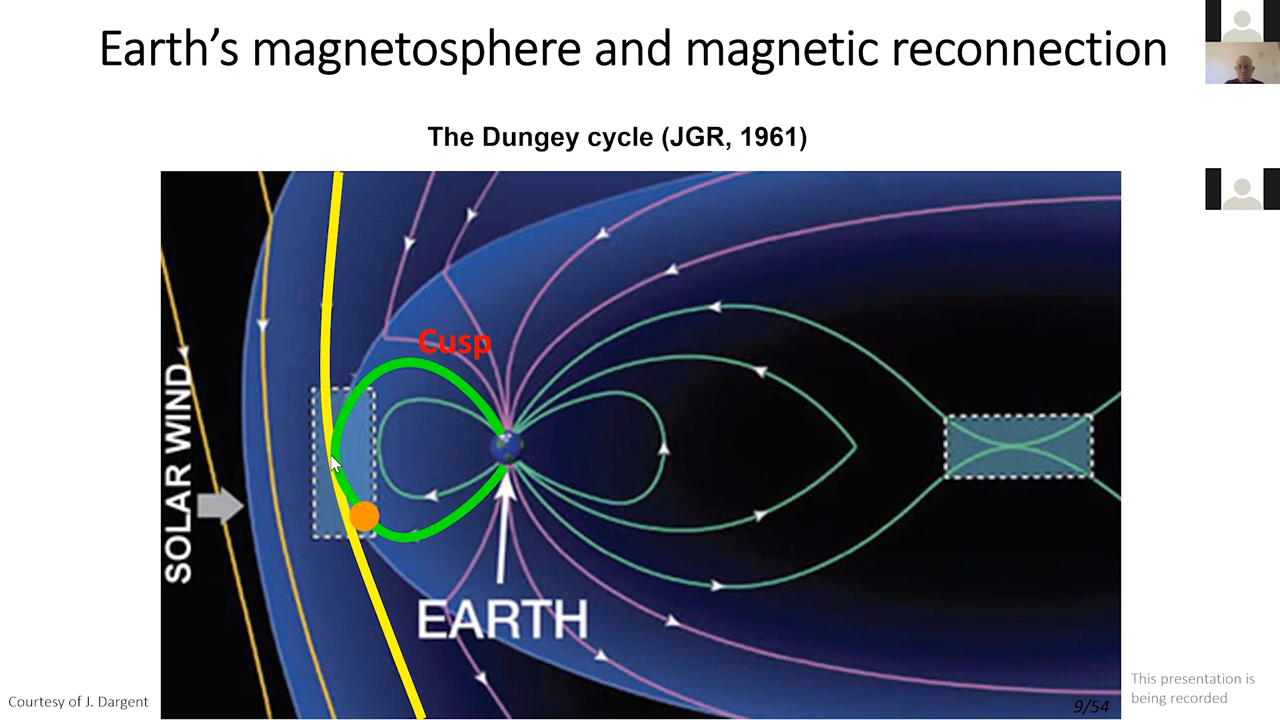 Earth's magnetosphere and magnetic reconnection
The Dungey cycle (JGR, 1961)
Cusp
SOLAR WIND
EARTH
Courtesy of J. Dargent
This presentation is
being recorded
9/54